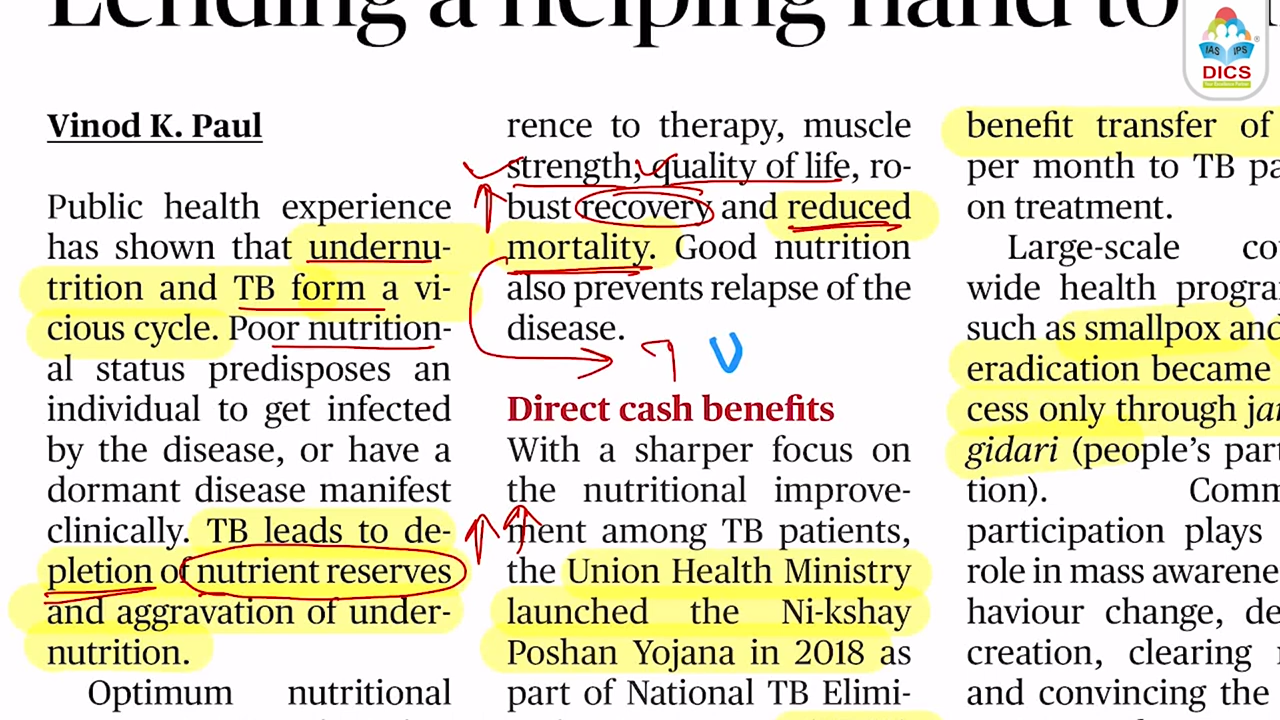 Lending a helping hand to
IAS IPS
DICS
Vinod K. Paul
Public health experience
has shown that undernu-
trition and TB form a vi-
cious cycle. Poor nutrition-
al status predisposes an
individual to get infected
by the disease, or have a
dormant disease manifest
clinically. TB leads to de-
pletion of nutrient reserves
and aggravation of under-
nutrition.
Optimum nutritional
rence to therapy, muscle
strength, quality of life, ro-
bust recovery and reduced
mortality. Good nutrition
also prevents relapse of the
disease.
Direct cash benefits
With a sharper focus on
the nutritional improve-
ment among TB patients,
the Union Health Ministry
launched the Ni-kshay
Poshan Yojana in 2018 as
part of National TB Elimi-
benefit transfer of
per month to TB pa
on treatment.
Large-scale co
wide health progra
such as smallpox and
eradication became
cess only through ja
gidari (people's part
tion). Comm
participation plays
role in mass awarene
haviour change, de
creation, clearing
and convincing the